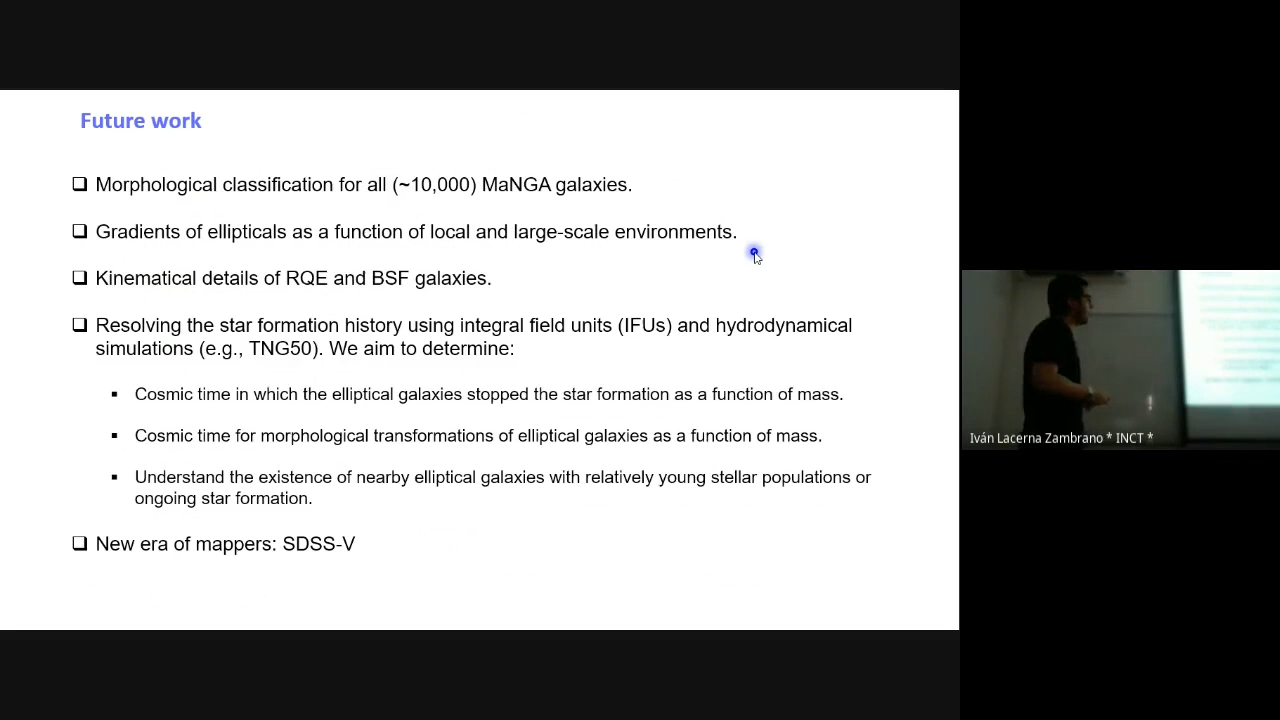 Future work
❑ Morphological classification for all (~10,000) MaNGA galaxies.
❑ Gradients of ellipticals as a function of local and large-scale environments.
❑ Kinematical details of RQE and BSF galaxies.
❑ Resolving the star formation history using integral field units (IFUs) and hydrodynamical
simulations (e.g., TNG50). We aim to determine:
▪ Cosmic time in which the elliptical galaxies stopped the star formation as a function of mass.
▪ Cosmic time for morphological transformations of elliptical galaxies as a function of mass.
▪ Understand the existence of nearby elliptical galaxies with relatively young stellar populations or
ongoing star formation.
❑ New era of mappers: SDSS-V
Iván Lacerna Zambrano * INCT *